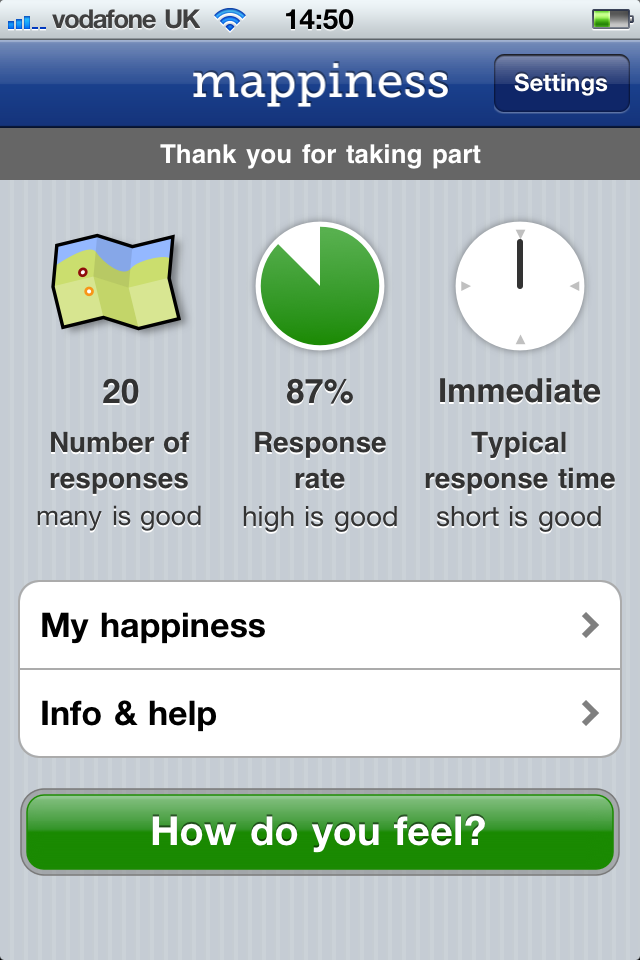 vodafone UK 14:50
mappiness
Settings
Thank you for taking part
20
Number of
responses
many is good
87%
Response
rate
high is good
Immediate
Typical
response time
short is good
My happiness
Info & help
How do you feel?